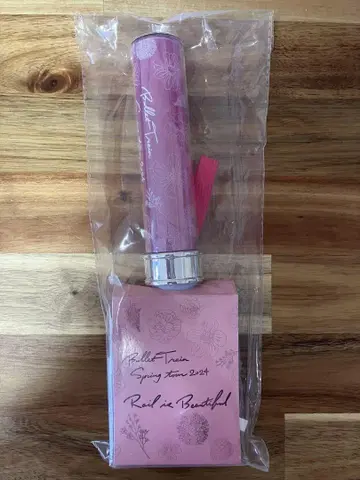 Bullet Train
Bullet Train
Spring tour 2024
Rail is Beautiful